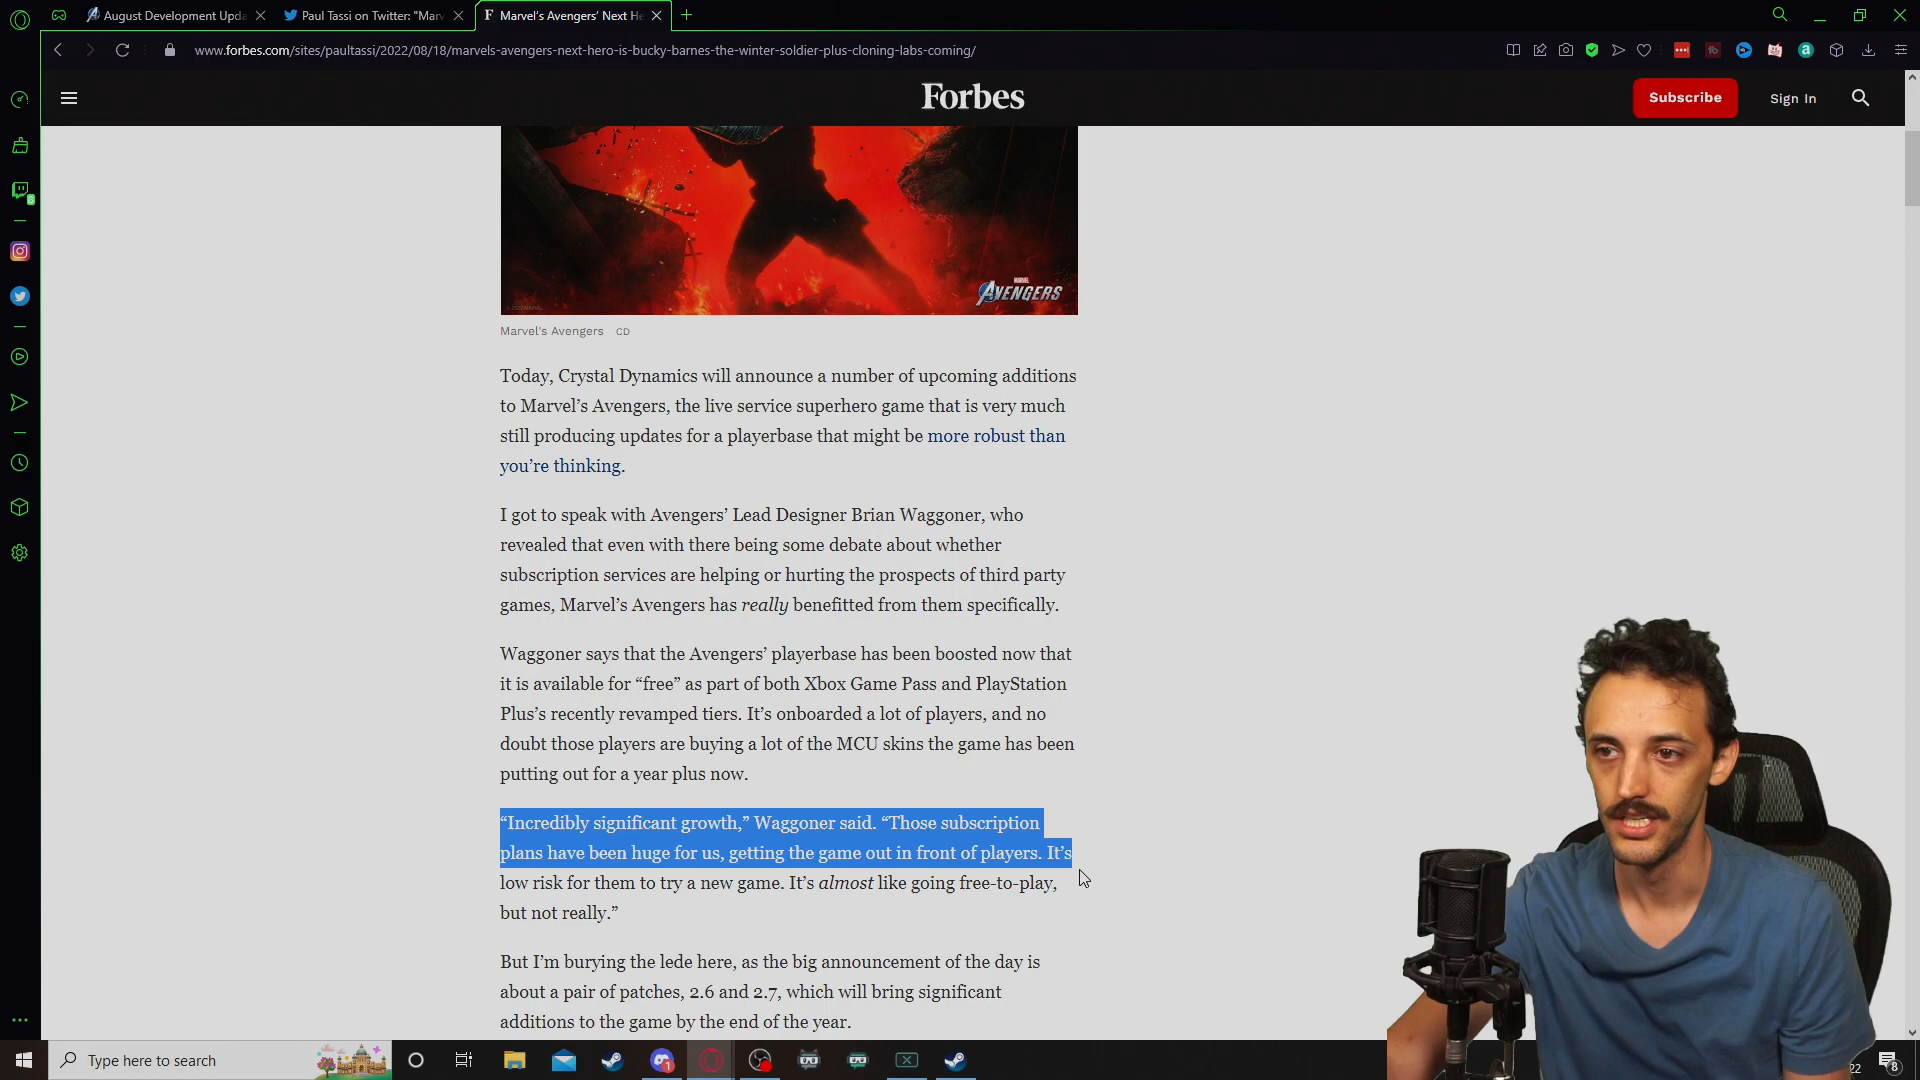 August Development Upda
Paul Tassi on Twitter: "Marv
F Marvel's Avengers' Next He
www.forbes.com/sites/paultassi/2022/08/18/marvels-avengers-next-hero-is-bucky-barnes-the-winter-soldier-plus-cloning-labs-coming/
Forbes
Subscribe
Sign In
MARVEL
AVENGERS
Marvel's Avengers CD
Today, Crystal Dynamics will announce a number of upcoming additions
to Marvel's Avengers, the live service superhero game that is very much
still producing updates for a playerbase that might be more robust than
you're thinking.
I got to speak with Avengers' Lead Designer Brian Waggoner, who
revealed that even with there being some debate about whether
subscription services are helping or hurting the prospects of third party
games, Marvel's Avengers has really benefitted from them specifically.
Waggoner says that the Avengers' playerbase has been boosted now that
it is available for “free” as part of both Xbox Game Pass and PlayStation
Plus's recently revamped tiers. It's onboarded a lot of players, and no
doubt those players are buying a lot of the MCU skins the game has been
putting out for a year plus now.
“Incredibly significant growth,” Waggoner said. “Those subscription
plans have been huge for us, getting the game out in front of players. It's
low risk for them to try a new game. It's almost like going free-to-play,
but not really.”
But I'm burying the lede here, as the big announcement of the day is
about a pair of patches, 2.6 and 2.7, which will bring significant
additions to the game by the end of the year.
Type here to search
1
22
8